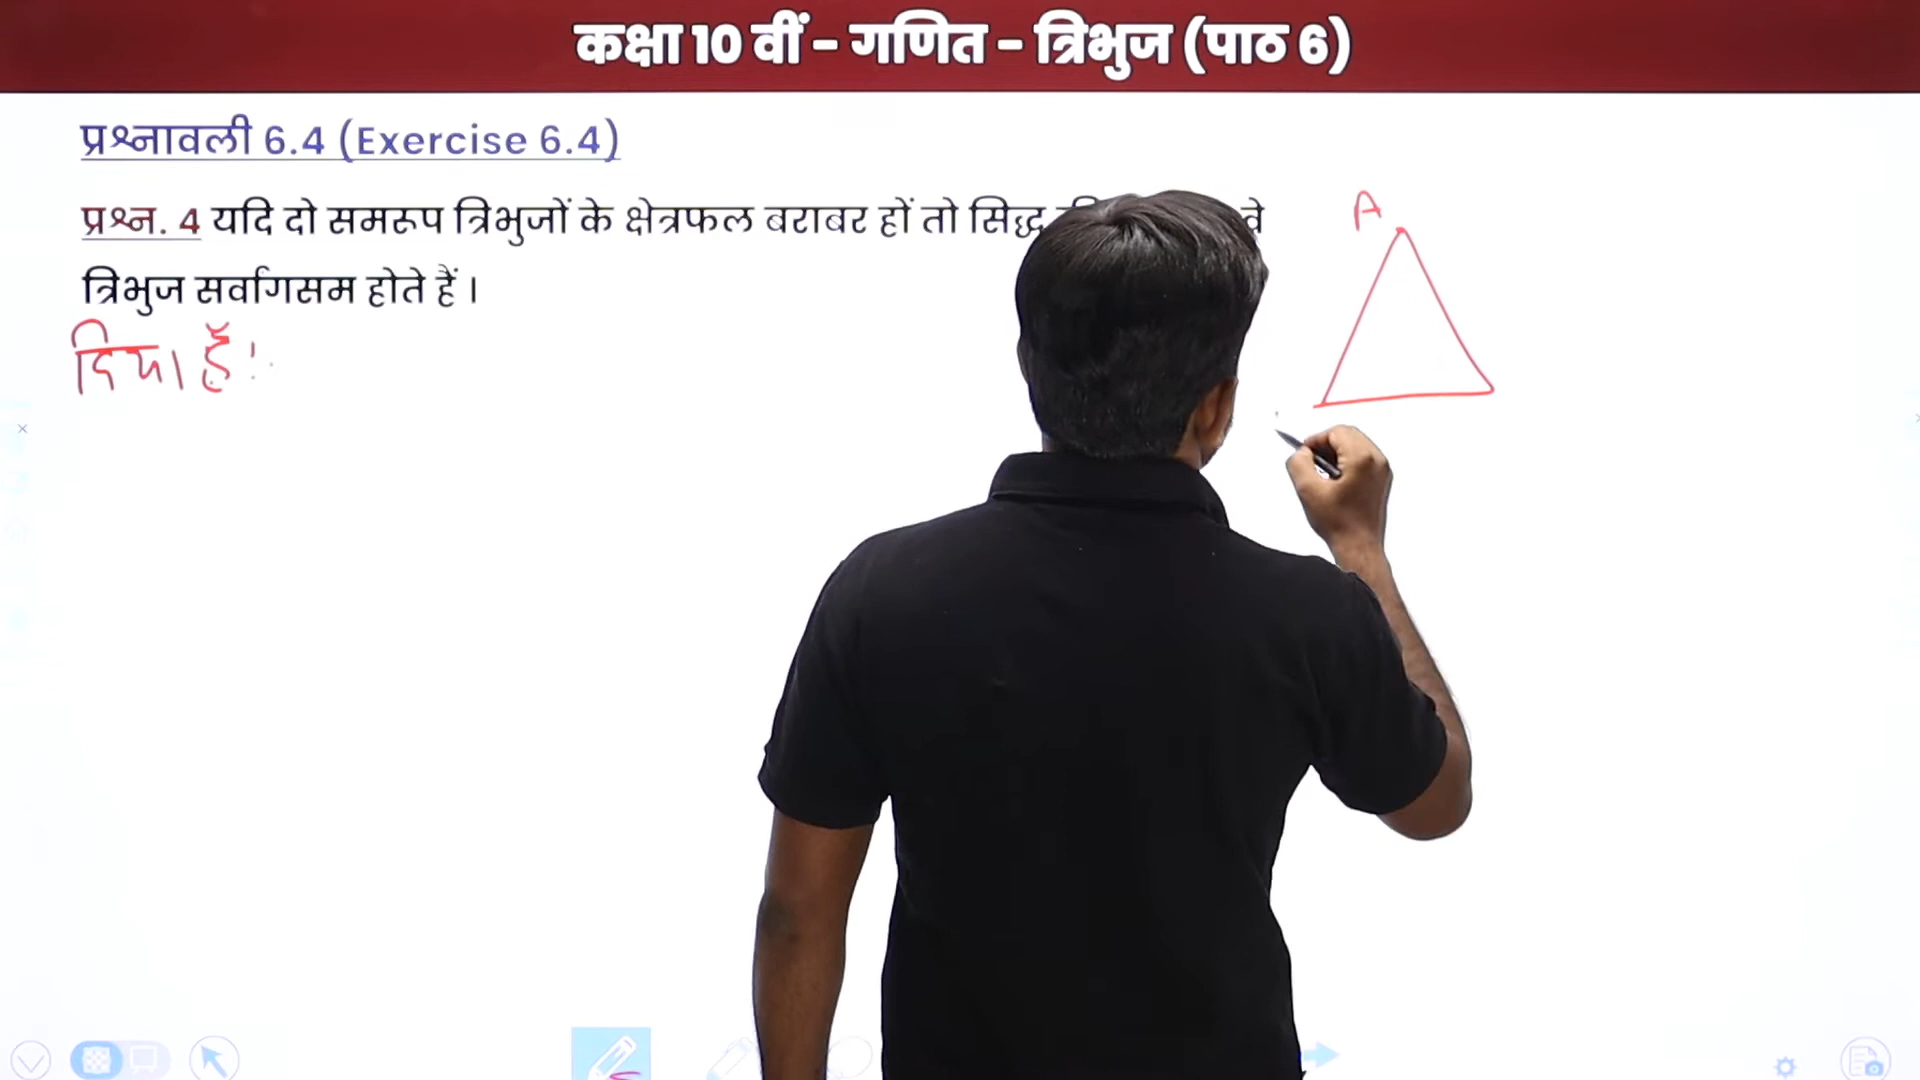 कक्षा 10 वीं - गणित - त्रिभुज (पाठ 6)
प्रश्नावली 6.4 (Exercise 6.4)
प्रश्न. 4 यदि दो समरूप त्रिभुजों के क्षेत्रफल बराबर हों तो सिद्ध वे
त्रिभुज सर्वागसम होते हैं ।
दिया है :
A